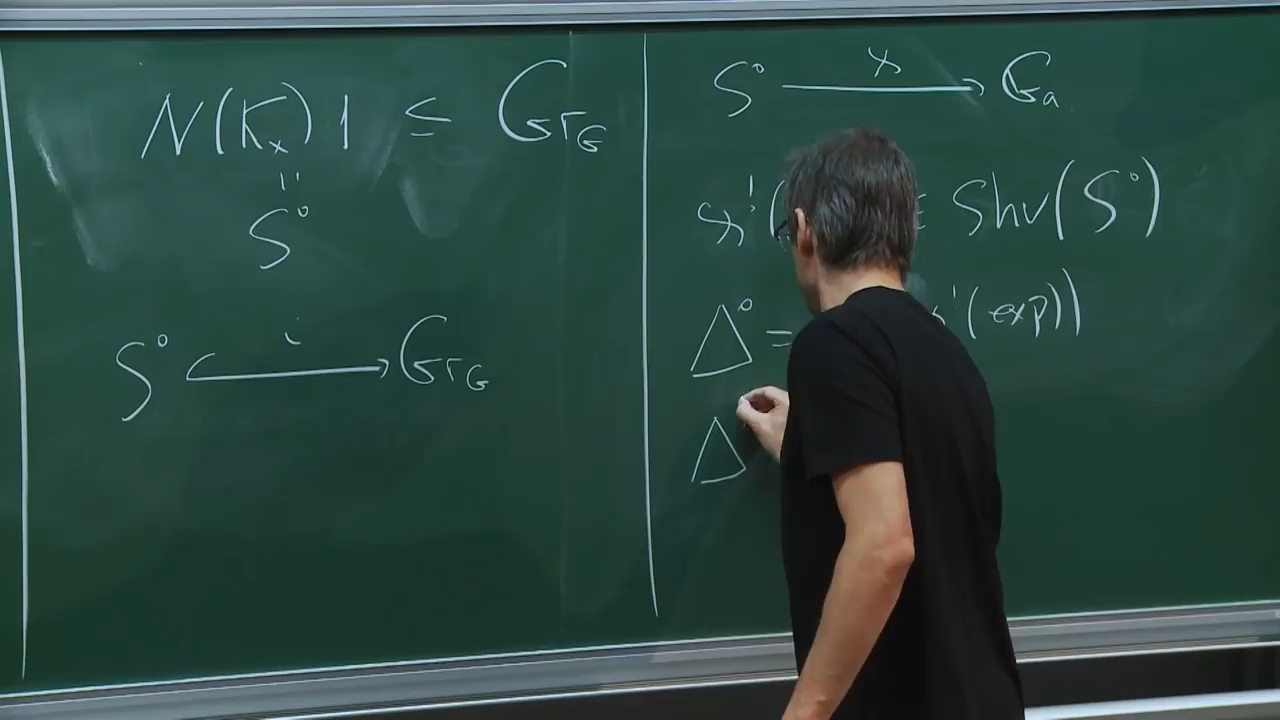 N(K_x) 1 ⊆ Gr_G
=
S°
S° ↪ i → Gr_G
S° → χ → G_a
χ^!( ∈ Shv(S°)
Δ° = χ^!(exp))
Δ